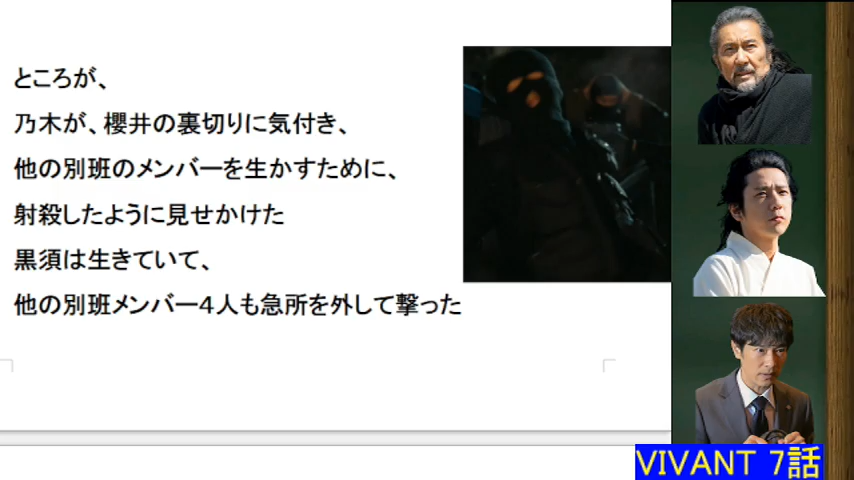 ところが、
乃木が、櫻井の裏切りに気付き、
他の別班のメンバーを生かすために、
射殺したように見せかけた
黒須は生きていて、
他の別班メンバー4人も急所を外して撃った
VIVANT 7話